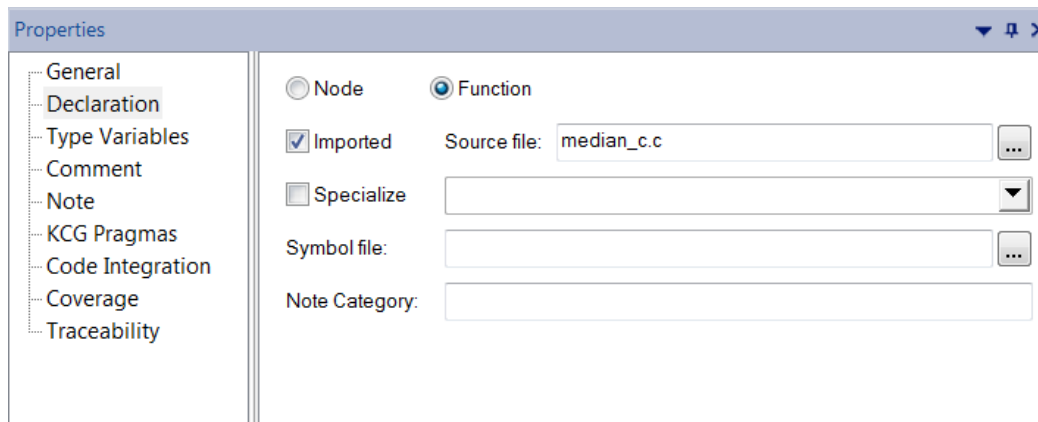 Properties
General
Declaration
Type Variables
Comment
Note
KCG Pragmas
Code Integration
Coverage
Traceability
Node Function
Imported Source file: median_c.c ...
Specialize
Symbol file: ...
Note Category: